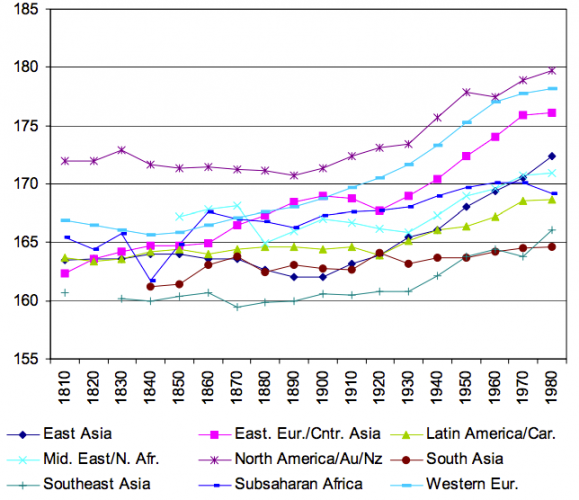 185
180
175
170
165
160
155
1810 1820 1830 1840 1850 1860 1870 1880 1890 1900 1910 1920 1930 1940 1950 1960 1970 1980
East Asia East. Eur./Cntr. Asia Latin America/Car.
Mid. East/N. Afr. North America/Au/Nz South Asia
Southeast Asia Subsaharan Africa Western Eur.